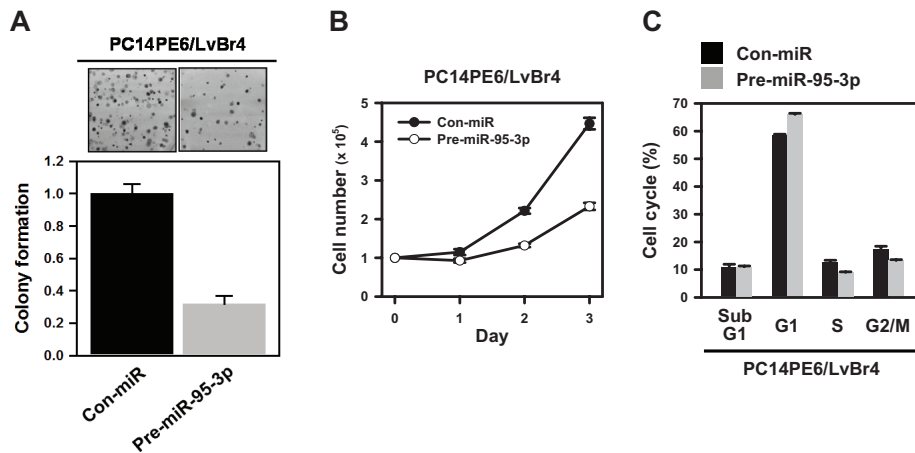 A
PC14PE6/LvBr4
Colony formation
1.2
1.0
0.8
0.6
0.4
0.2
0.0
Con-miR
Pre-miR-95-3p
B
PC14PE6/LvBr4
Cell number (x 10⁵)
5
4
3
2
1
0
Con-miR
Pre-miR-95-3p
0 1 2 3
Day
C
Con-miR
Pre-miR-95-3p
Cell cycle (%)
70
60
50
40
30
20
10
0
Sub G1 G1 S G2/M
PC14PE6/LvBr4